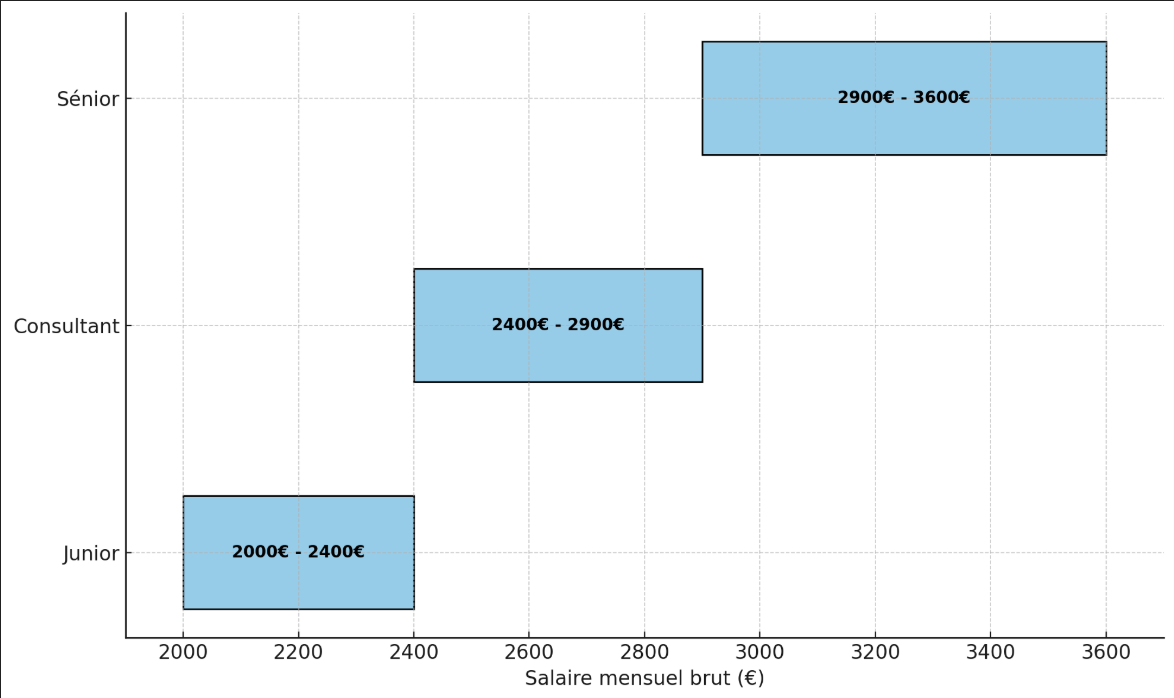 Sénior
2900€ - 3600€
Consultant
2400€ - 2900€
Junior
2000€ - 2400€
2000 2200 2400 2600 2800 3000 3200 3400 3600
Salaire mensuel brut (€)